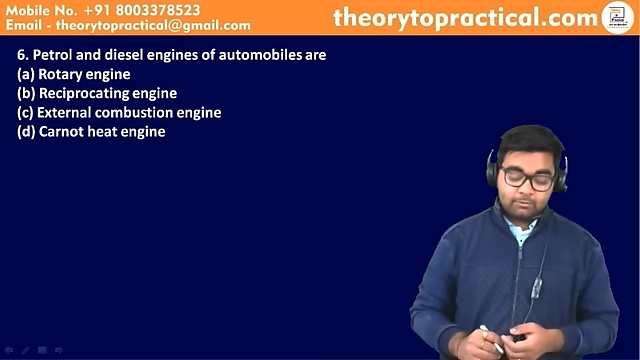 Mobile No. +91 8003378523
Email - theorytopractical@gmail.com
theorytopractical.com
6. Petrol and diesel engines of automobiles are
(a) Rotary engine
(b) Reciprocating engine
(c) External combustion engine
(d) Carnot heat engine